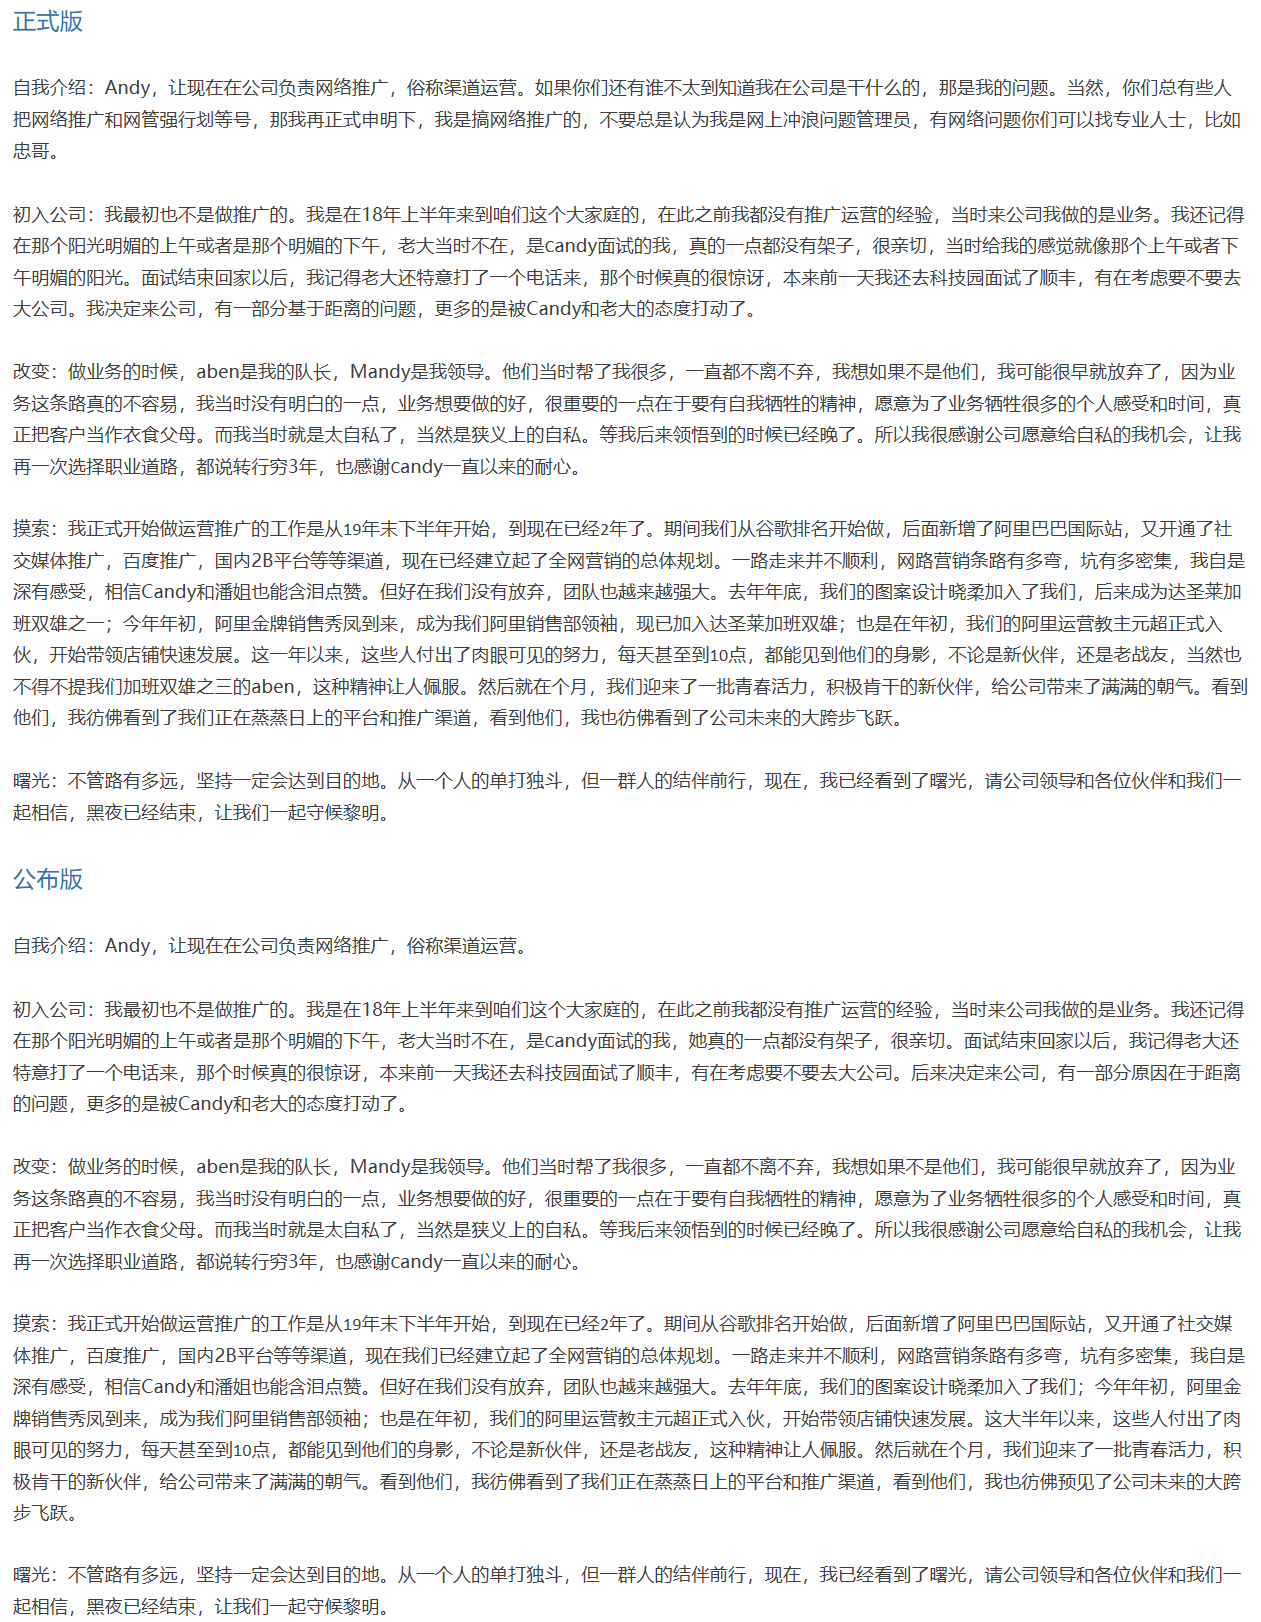 正式版
自我介绍：Andy，让现在在公司负责网络推广，俗称渠道运营。如果你们还有谁不太到知道我在公司是干什么的，那是我的问题。当然，你们总有些人
把网络推广和网管强行划等号，那我再正式申明下，我是搞网络推广的，不要总是认为我是网上冲浪问题管理员，有网络问题你们可以找专业人士，比如
忠哥。
初入公司：我最初也不是做推广的。我是在18年上半年来到咱们这个大家庭的，在此之前我都没有推广运营的经验，当时来公司我做的是业务。我还记得
在那个阳光明媚的上午或者是那个明媚的下午，老大当时不在，是candy面试的我，真的一点都没有架子，很亲切，当时给我的感觉就像那个上午或者下
午明媚的阳光。面试结束回家以后，我记得老大还特意打了一个电话来，那个时候真的很惊讶，本来前一天我还去科技园面试了顺丰，有在考虑要不要去
大公司。我决定来公司，有一部分基于距离的问题，更多的是被Candy和老大的态度打动了。
改变：做业务的时候，aben是我的队长，Mandy是我领导。他们当时帮了我很多，一直都不离不弃，我想如果不是他们，我可能很早就放弃了，因为业
务这条路真的不容易，我当时没有明白的一点，业务想要做的好，很重要的一点在于要有自我牺牲的精神，愿意为了业务牺牲很多的个人感受和时间，真
正把客户当作衣食父母。而我当时就是太自私了，当然是狭义上的自私。等我后来领悟到的时候已经晚了。所以我很感谢公司愿意给自私的我机会，让我
再一次选择职业道路，都说转行穷3年，也感谢candy一直以来的耐心。
摸索：我正式开始做运营推广的工作是从19年末下半年开始，到现在已经2年了。期间我们从谷歌排名开始做，后面新增了阿里巴巴国际站，又开通了社
交媒体推广，百度推广，国内2B平台等等渠道，现在已经建立起了全网营销的总体规划。一路走来并不顺利，网路营销条路有多弯，坑有多密集，我自是
深有感受，相信Candy和潘姐也能含泪点赞。但好在我们没有放弃，团队也越来越强大。去年年底，我们的图案设计晓柔加入了我们，后来成为达圣莱加
班双雄之一；今年年初，阿里金牌销售秀凤到来，成为我们阿里销售部领袖，现已加入达圣莱加班双雄；也是在年初，我们的阿里运营教主元超正式入
伙，开始带领店铺快速发展。这一年以来，这些人付出了肉眼可见的努力，每天甚至到10点，都能见到他们的身影，不论是新伙伴，还是老战友，当然也
不得不提我们加班双雄之三的aben，这种精神让人佩服。然后就在个月，我们迎来了一批青春活力，积极肯干的新伙伴，给公司带来了满满的朝气。看到
他们，我彷佛看到了我们正在蒸蒸日上的平台和推广渠道，看到他们，我也彷佛看到了公司未来的大跨步飞跃。
曙光：不管路有多远，坚持一定会达到目的地。从一个人的单打独斗，但一群人的结伴前行，现在，我已经看到了曙光，请公司领导和各位伙伴和我们一
起相信，黑夜已经结束，让我们一起守候黎明。
公布版
自我介绍：Andy，让现在在公司负责网络推广，俗称渠道运营。
初入公司：我最初也不是做推广的。我是在18年上半年来到咱们这个大家庭的，在此之前我都没有推广运营的经验，当时来公司我做的是业务。我还记得
在那个阳光明媚的上午或者是那个明媚的下午，老大当时不在，是candy面试的我，她真的一点都没有架子，很亲切。面试结束回家以后，我记得老大还
特意打了一个电话来，那个时候真的很惊讶，本来前一天我还去科技园面试了顺丰，有在考虑要不要去大公司。后来决定来公司，有一部分原因在于距离
的问题，更多的是被Candy和老大的态度打动了。
改变：做业务的时候，aben是我的队长，Mandy是我领导。他们当时帮了我很多，一直都不离不弃，我想如果不是他们，我可能很早就放弃了，因为业
务这条路真的不容易，我当时没有明白的一点，业务想要做的好，很重要的一点在于要有自我牺牲的精神，愿意为了业务牺牲很多的个人感受和时间，真
正把客户当作衣食父母。而我当时就是太自私了，当然是狭义上的自私。等我后来领悟到的时候已经晚了。所以我很感谢公司愿意给自私的我机会，让我
再一次选择职业道路，都说转行穷3年，也感谢candy一直以来的耐心。
摸索：我正式开始做运营推广的工作是从19年末下半年开始，到现在已经2年了。期间从谷歌排名开始做，后面新增了阿里巴巴国际站，又开通了社交媒
体推广，百度推广，国内2B平台等等渠道，现在我们已经建立起了全网营销的总体规划。一路走来并不顺利，网路营销条路有多弯，坑有多密集，我自是
深有感受，相信Candy和潘姐也能含泪点赞。但好在我们没有放弃，团队也越来越强大。去年年底，我们的图案设计晓柔加入了我们；今年年初，阿里金
牌销售秀凤到来，成为我们阿里销售部领袖；也是在年初，我们的阿里运营教主元超正式入伙，开始带领店铺快速发展。这大半年以来，这些人付出了肉
眼可见的努力，每天甚至到10点，都能见到他们的身影，不论是新伙伴，还是老战友，这种精神让人佩服。然后就在个月，我们迎来了一批青春活力，积
极肯干的新伙伴，给公司带来了满满的朝气。看到他们，我彷佛看到了我们正在蒸蒸日上的平台和推广渠道，看到他们，我也彷佛预见了公司未来的大跨
步飞跃。
曙光：不管路有多远，坚持一定会达到目的地。从一个人的单打独斗，但一群人的结伴前行，现在，我已经看到了曙光，请公司领导和各位伙伴和我们一
起相信，黑夜已经结束，让我们一起守候黎明。